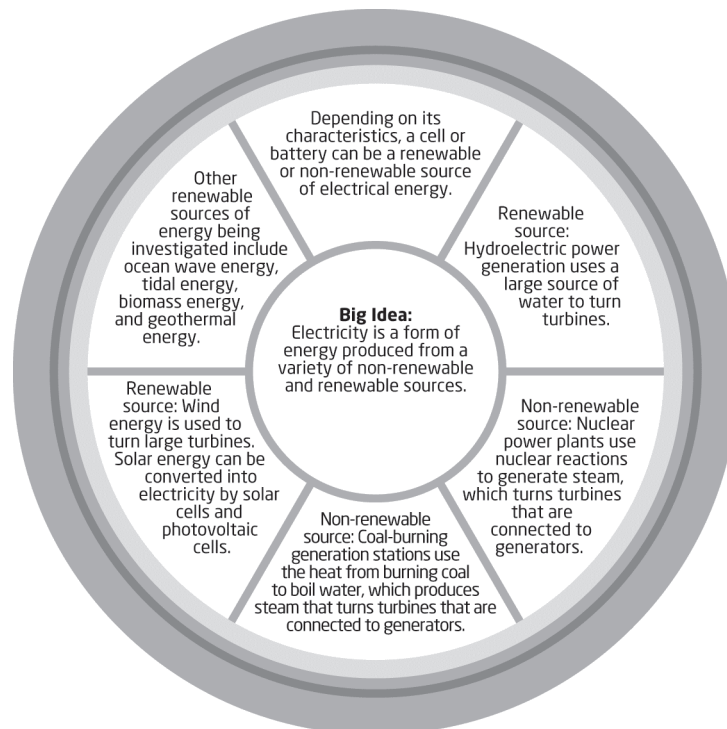 Depending on its
characteristics, a cell or
battery can be a renewable
or non-renewable source
of electrical energy.
Renewable
source:
Hydroelectric power
generation uses a
large source of
water to turn
turbines.
Non-renewable
source: Nuclear
power plants use
nuclear reactions
to generate steam,
which turns turbines
that are
connected to
generators.
Non-renewable
source: Coal-burning
generation stations use
the heat from burning coal
to boil water, which produces
steam that turns turbines that are
connected to generators.
Renewable
source: Wind
energy is used to
turn large turbines.
Solar energy can be
converted into
electricity by solar
cells and
photovoltaic
cells.
Other
renewable
sources of
energy being
investigated include
ocean wave energy,
tidal energy,
biomass energy,
and geothermal
energy.
Big Idea:
Electricity is a form of
energy produced from a
variety of non-renewable
and renewable sources.